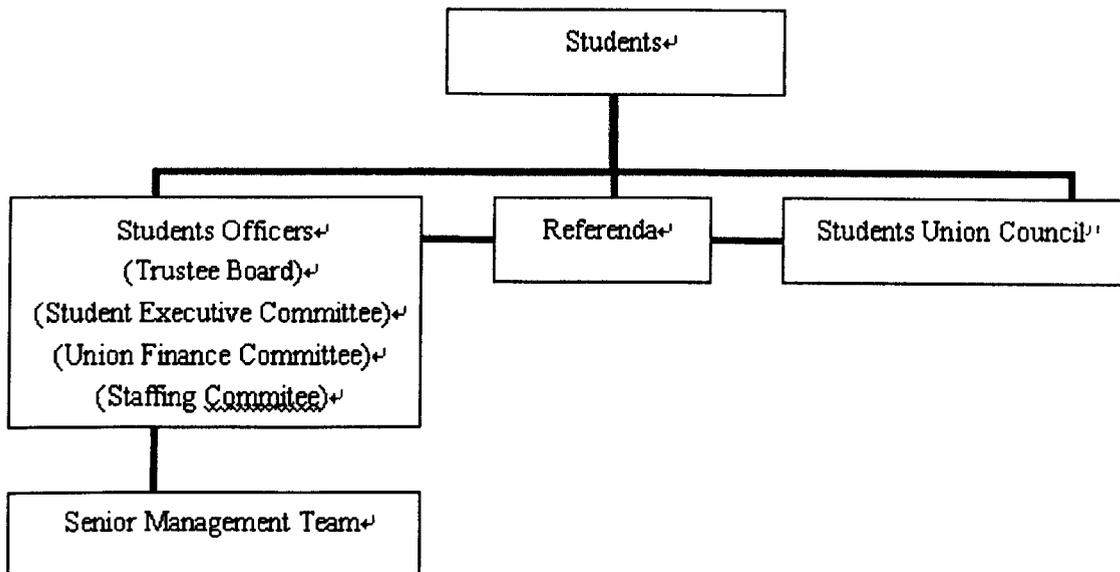 Students
Students Officers
(Trustee Board)
(Student Executive Committee)
(Union Finance Committee)
(Staffing Commitee)
Referenda
Students Union Council
Senior Management Team